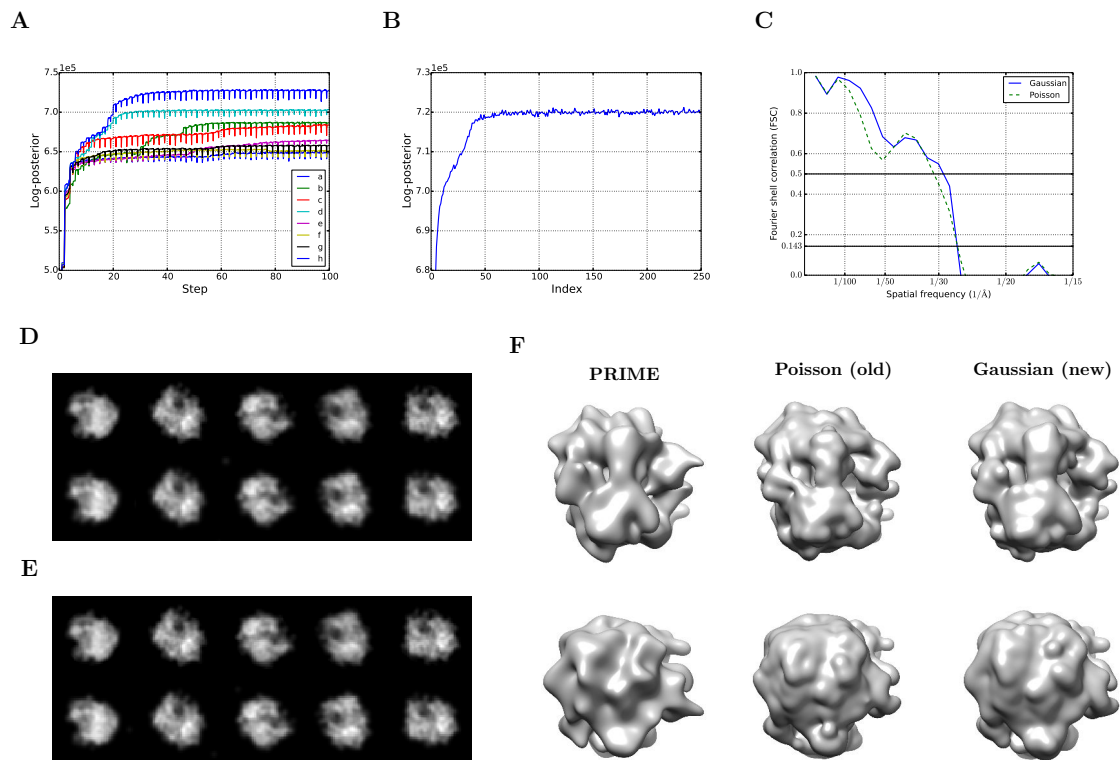 A
B
C
1e5
7.5
7.0
6.5
6.0
5.5
5.0
Log-posterior
0 20 40 60 80 100
Step
a
b
c
d
e
f
g
h
1e5
7.3
7.2
7.1
7.0
6.9
6.8
Log-posterior
0 50 100 150 200 250
Index
1.0
0.8
0.6
0.5
0.4
0.2
0.143
0.0
Fourier shell correlation (FSC)
Gaussian
Poisson
1/100 1/50 1/30 1/20 1/15
Spatial frequency (1/Å)
D
E
F
PRIME
Poisson (old)
Gaussian (new)